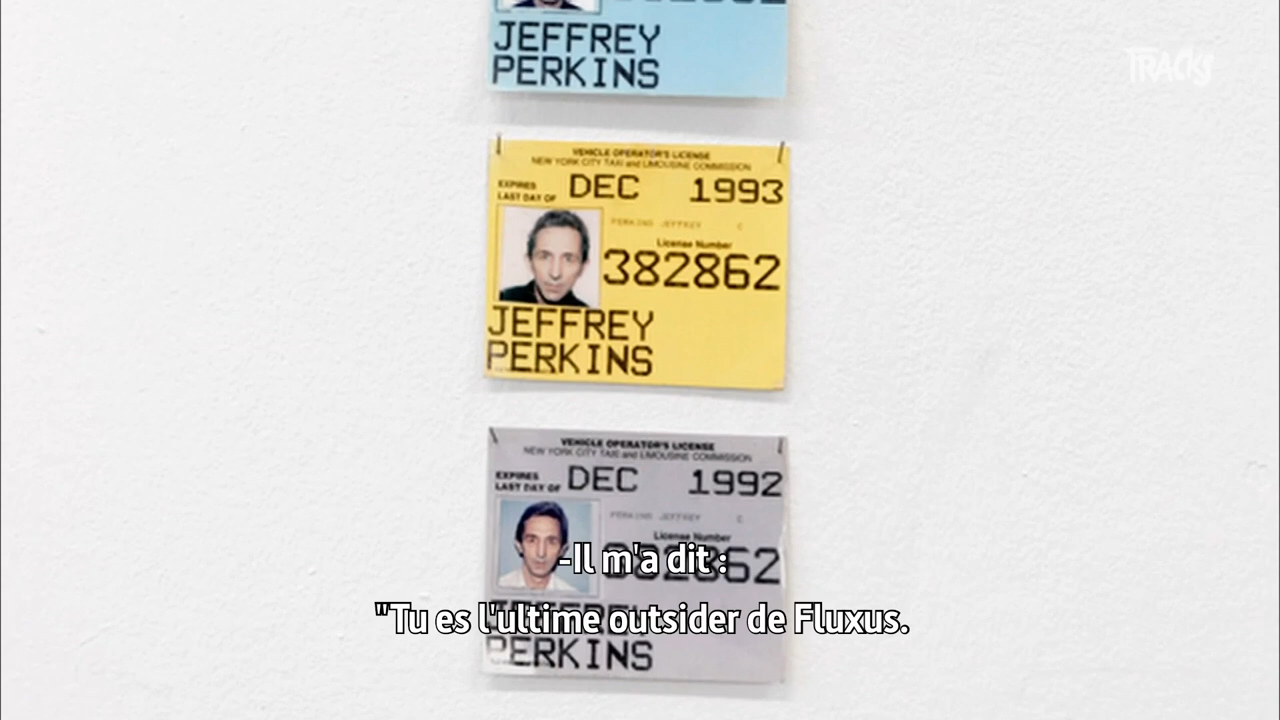 JEFFREY
PERKINS
TRACKS
VEHICLE OPERATOR'S LICENSE
NEW YORK CITY TAXI and LIMOUSINE COMMISSION
EXPIRES
LAST DAY OF
DEC 1993
PERKINS JEFFREY C
License Number
382862
JEFFREY
PERKINS
VEHICLE OPERATOR'S LICENSE
NEW YORK CITY TAXI and LIMOUSINE COMMISSION
EXPIRES
LAST DAY OF
DEC 1992
PERKINS JEFFREY C
License Number
382862
JEFFREY
PERKINS
-Il m'a dit :
"Tu es l'ultime outsider de Fluxus.